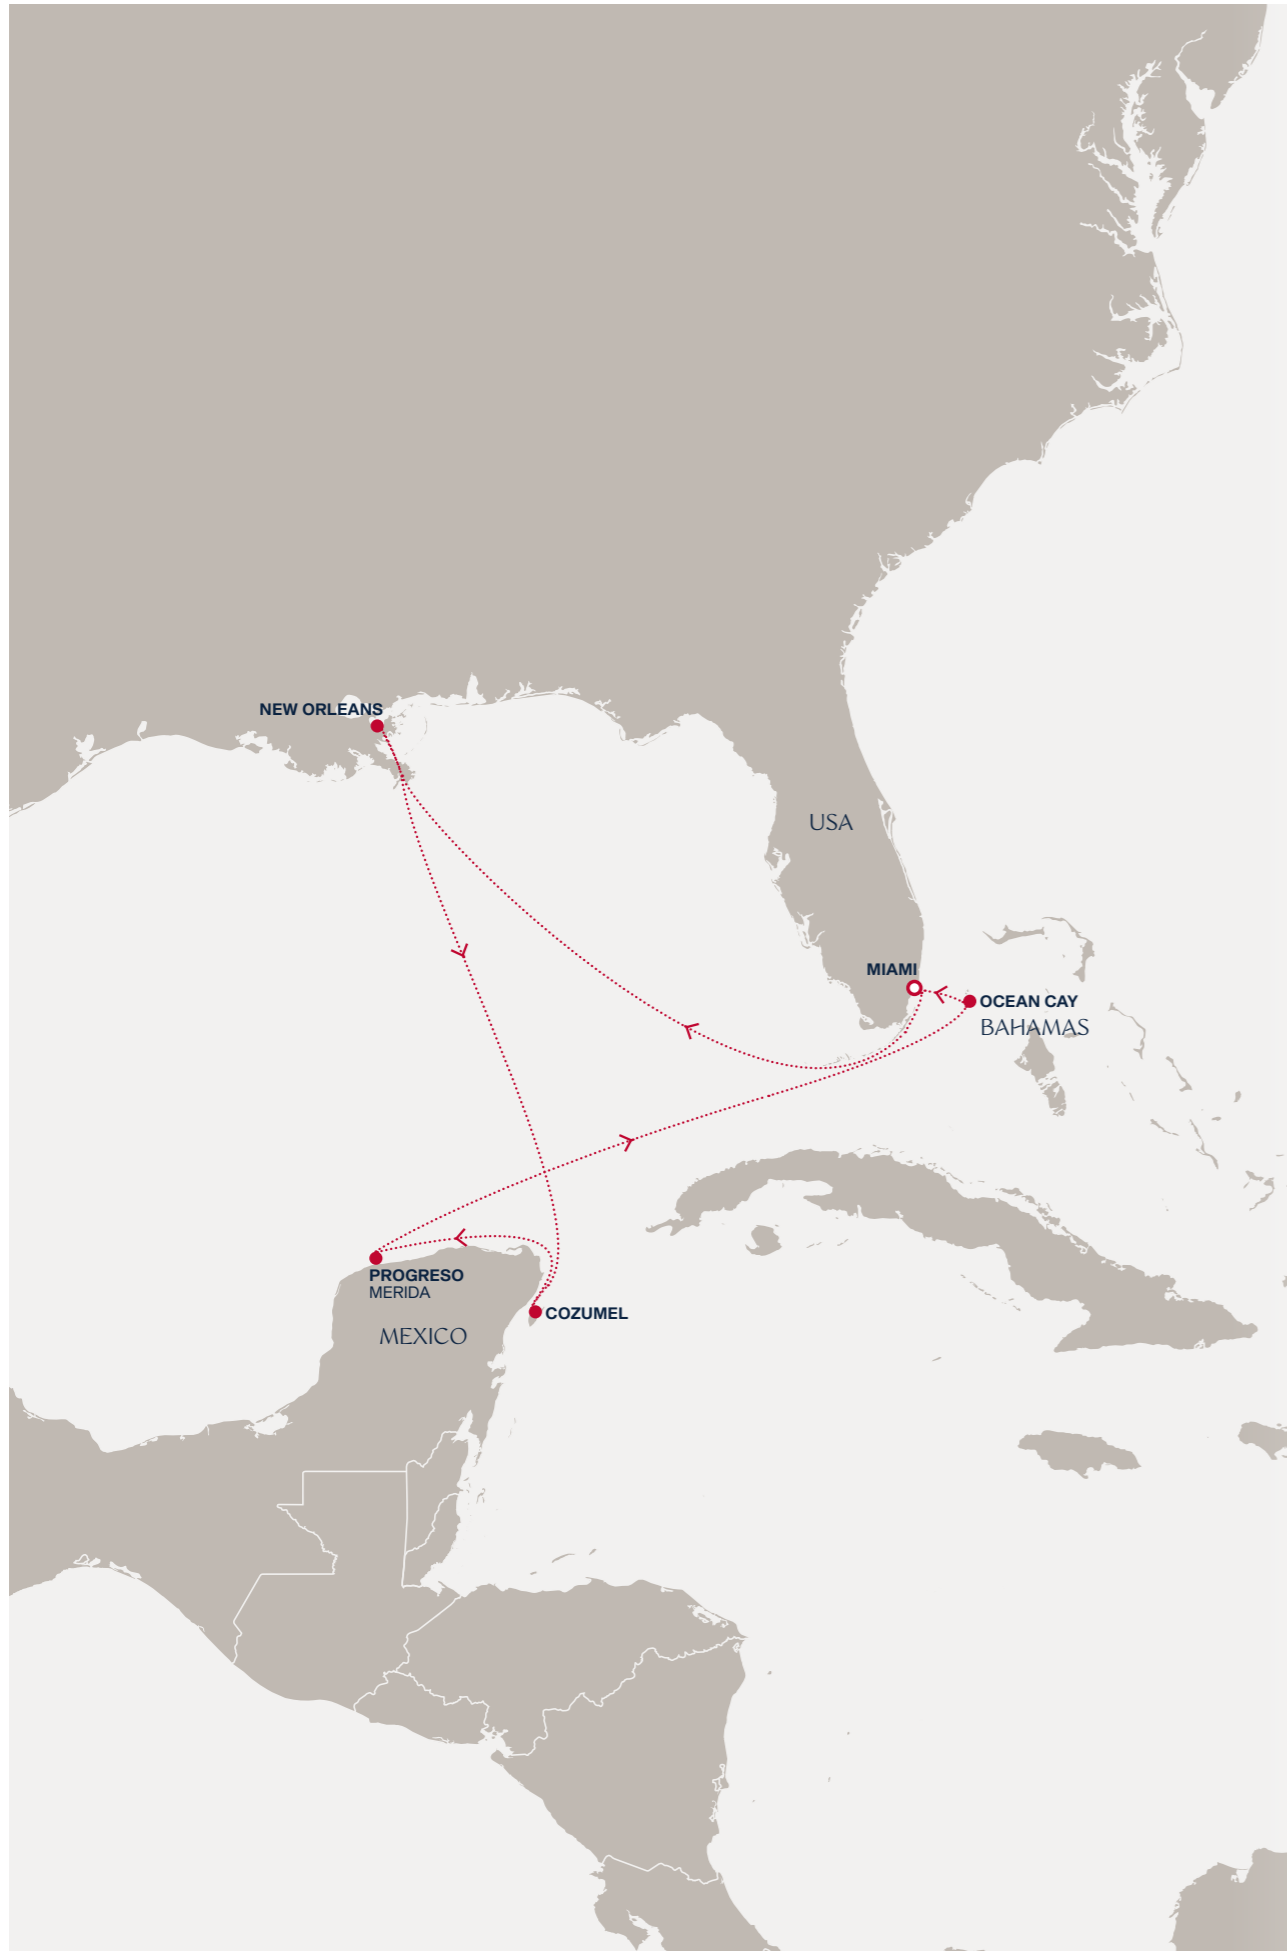 NEW ORLEANS
USA
MIAMI
OCEAN CAY
BAHAMAS
PROGRESO
MERIDA
COZUMEL
MEXICO